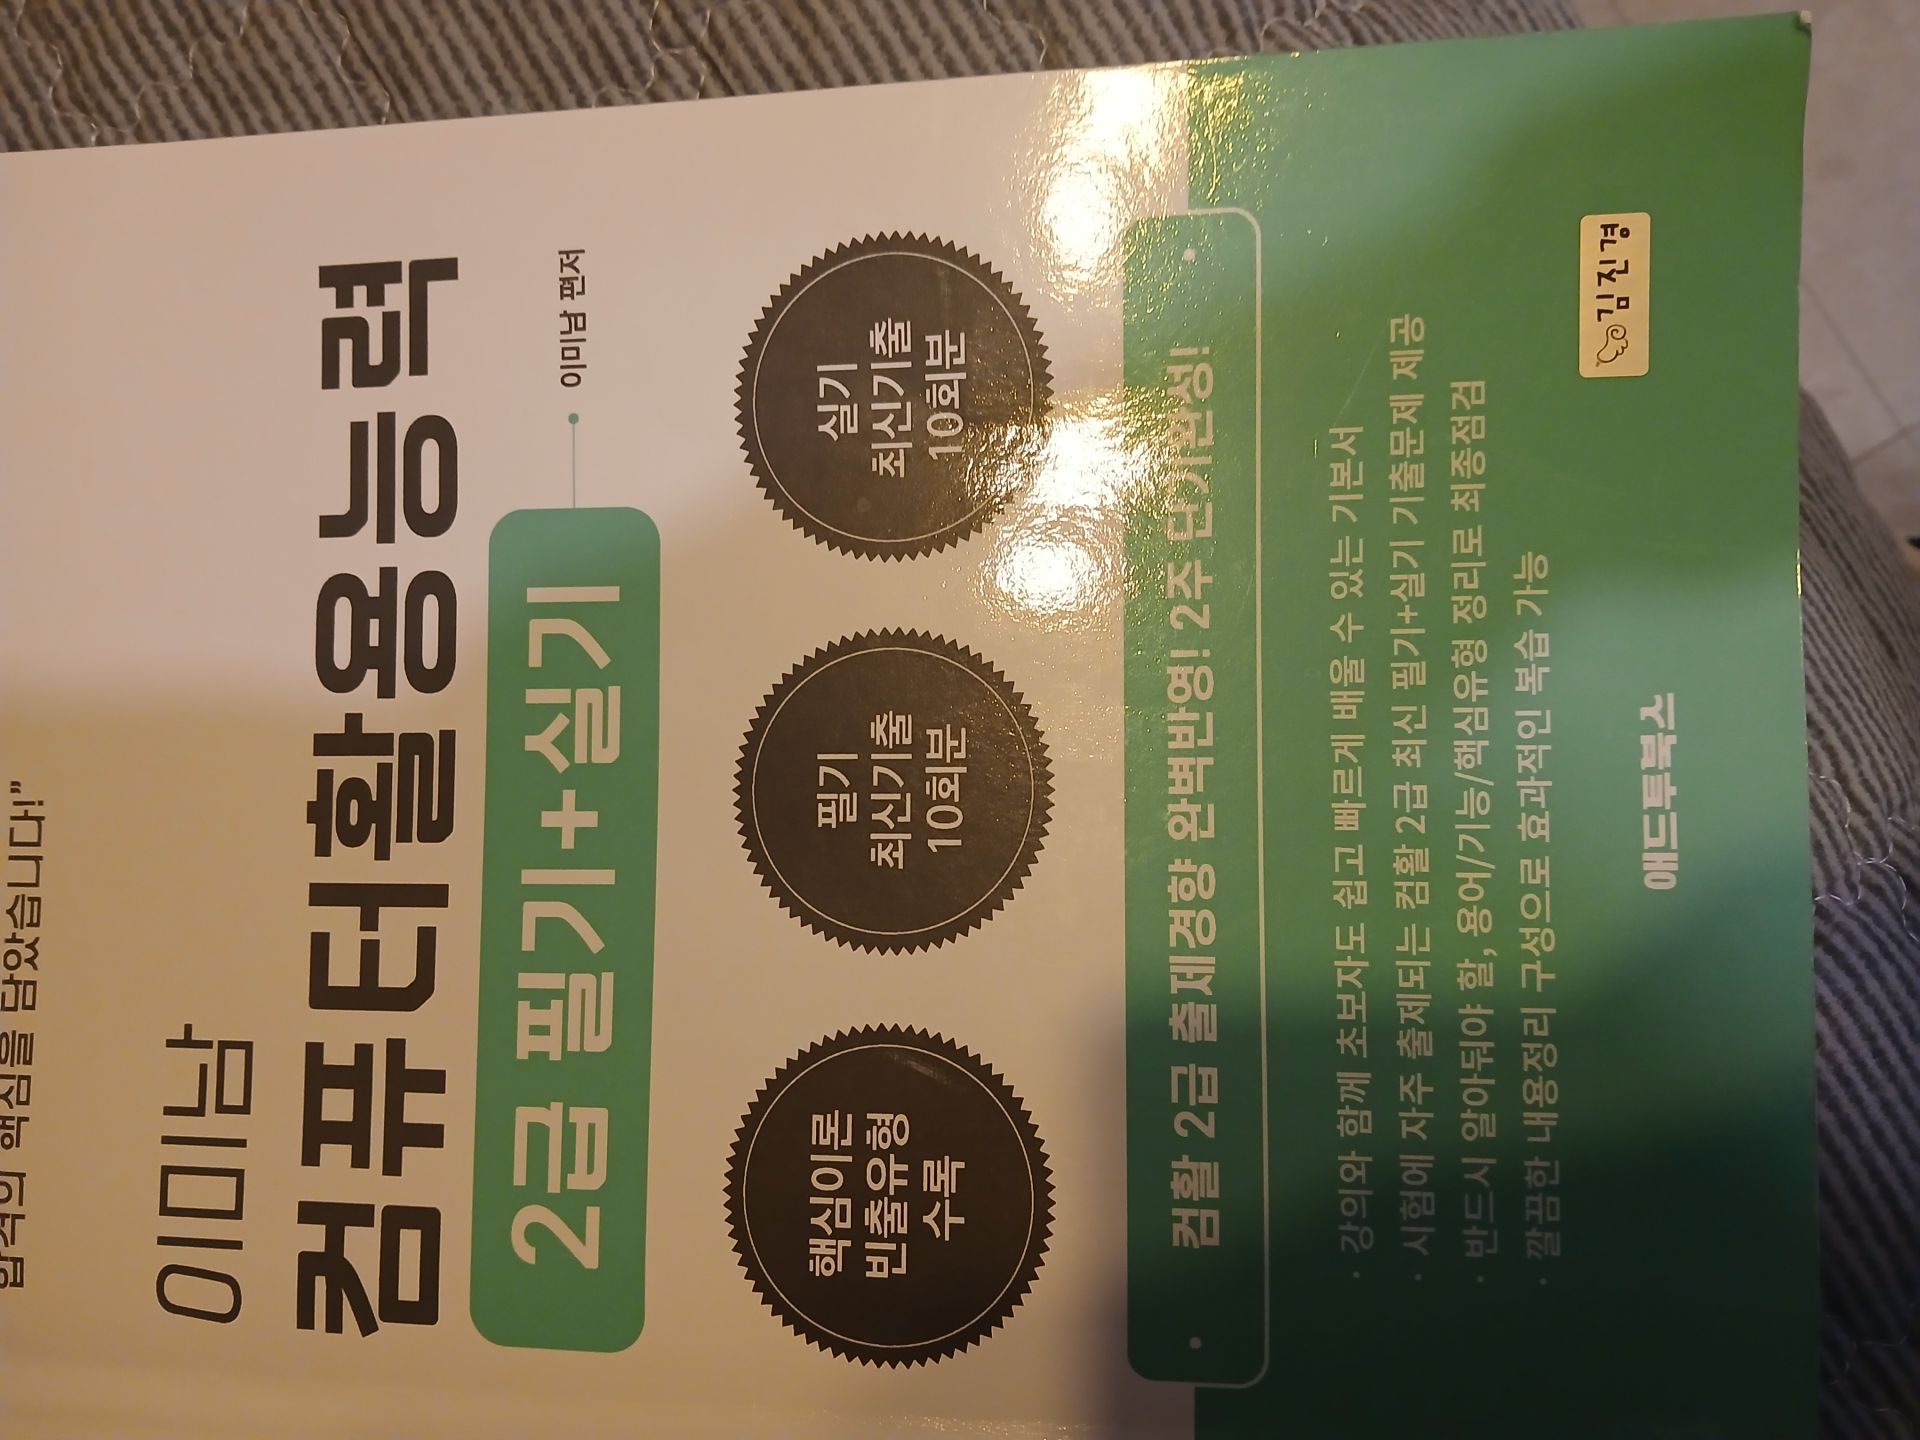 합격의 핵심을 담았습니다!”
이미남
컴퓨터활용능력
2급 필기+실기
이미남 편저
핵심이론
빈출유형
수록
필기
최신기출
10회분
실기
최신기출
10회분
컴활 2급 출제경향 완벽반영! 2주 단기완성!
· 강의와 함께 초보자도 쉽고 빠르게 배울 수 있는 기본서
· 시험에 자주 출제되는 컴활 2급 최신 필기+실기 기출문제 제공
· 반드시 알아둬야 할, 용어/기능/핵심유형 정리로 최종점검
· 깔끔한 내용정리 구성으로 효과적인 복습 가능
애드투북스
김진경